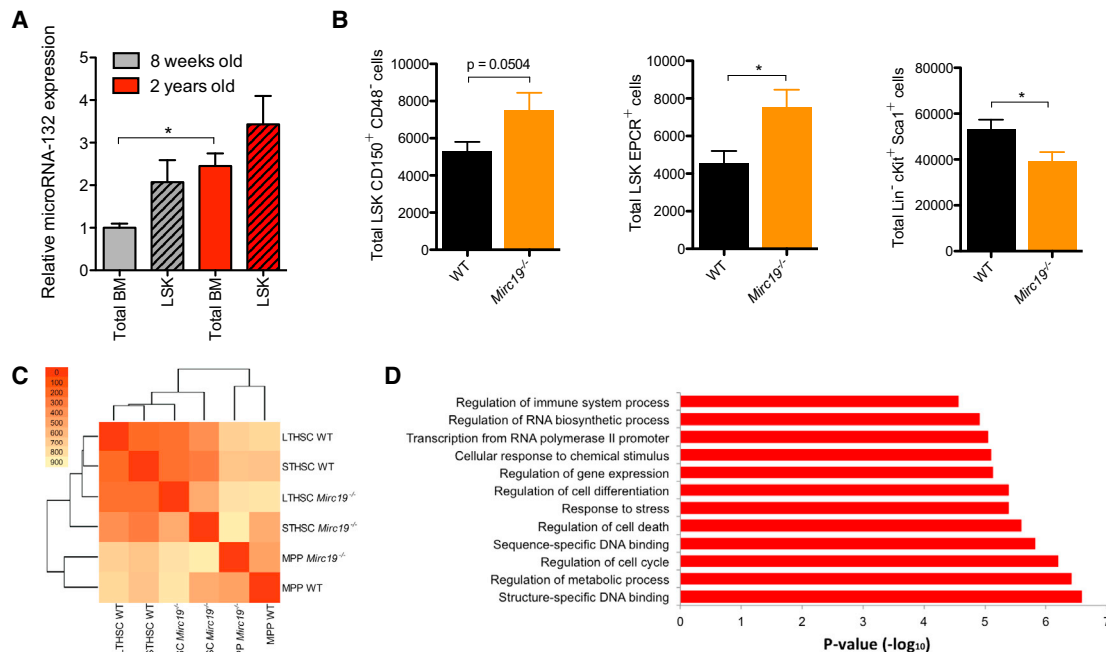 A
Relative microRNA-132 expression
8 weeks old
2 years old
*
5
4
3
2
1
0
Total BM
LSK
Total BM
LSK
B
Total LSK CD150+ CD48- cells
p = 0.0504
10000
8000
6000
4000
2000
0
WT
Mirc19-/-
Total LSK EPCR+ cells
*
10000
8000
6000
4000
2000
0
WT
Mirc19-/-
Total Lin- cKit+ Sca1+ cells
*
80000
60000
40000
20000
0
WT
Mirc19-/-
C
0
100
200
300
400
500
600
700
800
900
LTHSC WT
STHSC WT
LTHSC Mirc19-/-
STHSC Mirc19-/-
MPP Mirc19-/-
MPP WT
LTHSC WT
STHSC WT
SC Mirc19-/-
SC Mirc19-/-
PP Mirc19-/-
MPP WT
D
Regulation of immune system process
Regulation of RNA biosynthetic process
Transcription from RNA polymerase II promoter
Cellular response to chemical stimulus
Regulation of gene expression
Regulation of cell differentiation
Response to stress
Regulation of cell death
Sequence-specific DNA binding
Regulation of cell cycle
Regulation of metabolic process
Structure-specific DNA binding
0 1 2 3 4 5 6 7
P-value (-log10)